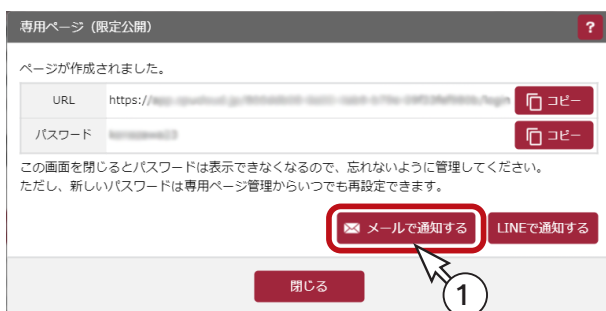 専用ページ（限定公開）
?
ページが作成されました。
URL https:// コピー
パスワード コピー
この画面を閉じるとパスワードは表示できなくなるので、忘れないように管理してください。
ただし、新しいパスワードは専用ページ管理からいつでも再設定できます。
メールで通知する LINEで通知する
閉じる
1